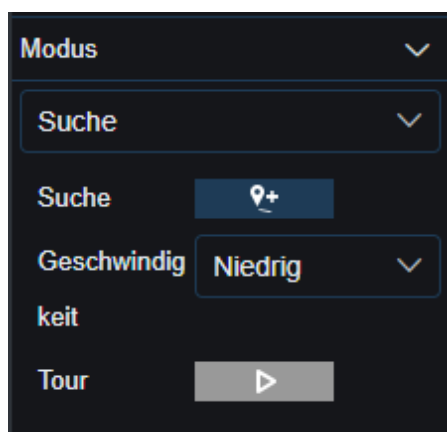 Modus
Suche
Suche
Geschwindig Niedrig
keit
Tour